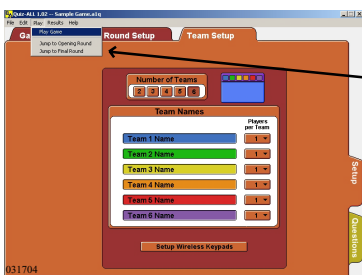 Quiz-ALL 1.02 -- Sample Game.a1q
File Edit Play Results Help
Play Game
Jump to Opening Round
Jump to Final Round
Ga
Round Setup
Team Setup
Number of Teams
2 3 4 5 6
Team Names
Players
per Team
Team 1 Name 1
Team 2 Name 1
Team 3 Name 1
Team 4 Name 1
Team 5 Name 1
Team 6 Name 1
Setup Wireless Keypads
Setup
Questions
031704